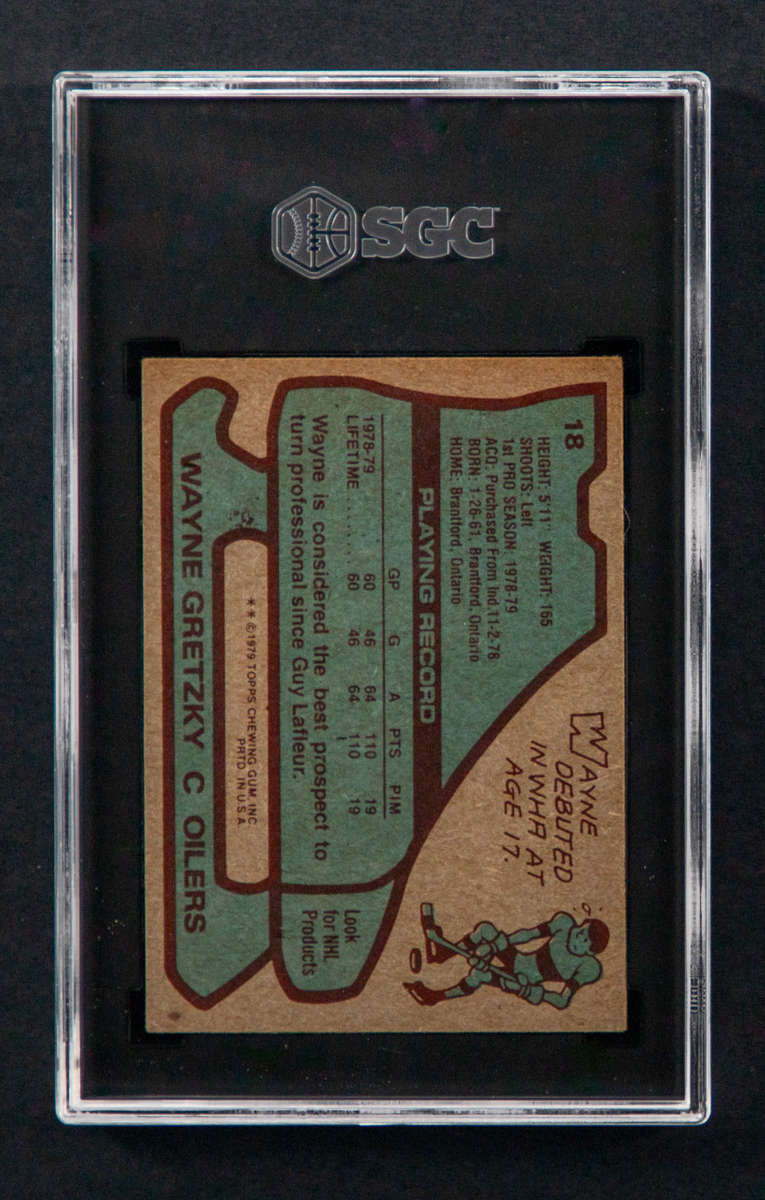 SGC
18
HEIGHT: 5'11" WEIGHT: 165
SHOOTS: Left
1st PRO SEASON: 1978-79
ACQ: Purchased From Ind 11-2-78
BORN: 1-26-61, Brantford, Ontario
HOME: Brantford, Ontario
WAYNE
DEBUTED
IN WHA AT
AGE 17.
PLAYING RECORD
GP G A PTS PIM
1978-79 60 46 64 110 19
LIFETIME ...... 60 46 64 110 19
Wayne is considered the best prospect to
turn professional since Guy Lafleur.
Look
for NHL
Products
** ©1979 TOPPS CHEWING GUM, INC
PRTD. IN U.S.A
WAYNE GRETZKY C OILERS